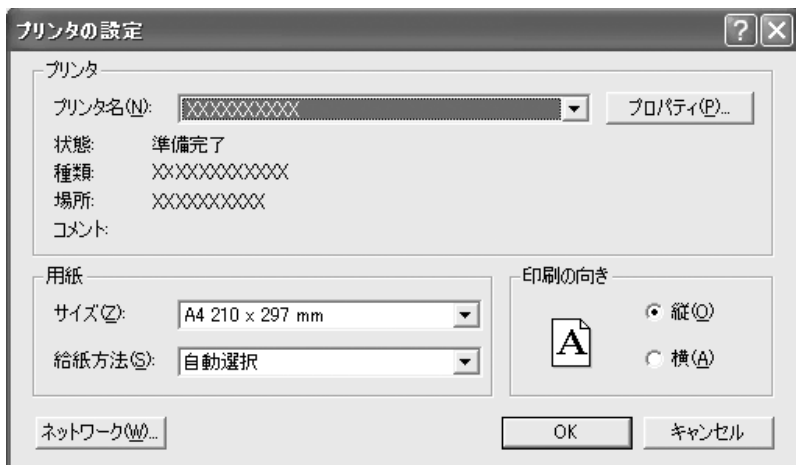 プリンタの設定
プリンタ
プリンタ名(N): XXXXXXXXXXX プロパティ(P)...
状態: 準備完了
種類: XXXXXXXXXXXX
場所: XXXXXXXXXX
コメント:
用紙
サイズ(Z): A4 210 x 297 mm
給紙方法(S): 自動選択
印刷の向き
A
縦(O)
横(A)
ネットワーク(W)... OK キャンセル